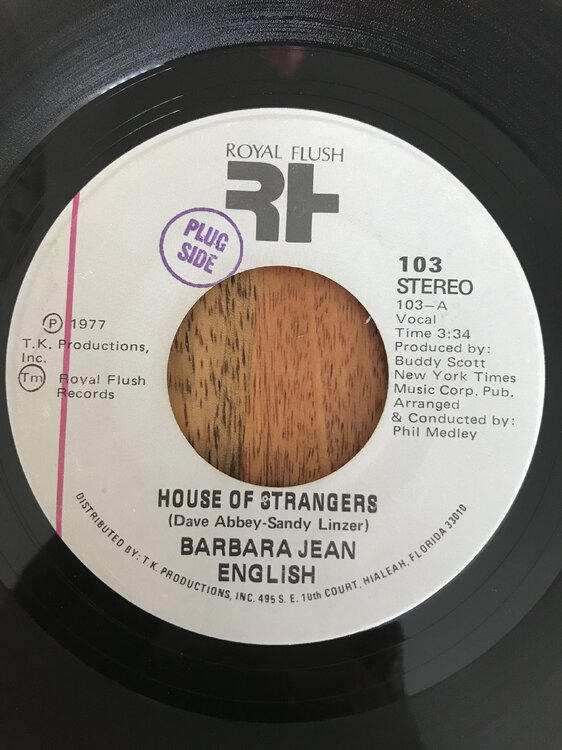 ROYAL FLUSH
RF
PLUG
SIDE
103
STEREO
103-A
Vocal
Time 3:34
Produced by:
Buddy Scott
New York Times
Music Corp. Pub.
Arranged
& Conducted by:
Phil Medley
℗ 1977
T.K. Productions,
Inc.
Tm Royal Flush
Records
HOUSE OF STRANGERS
(Dave Abbey-Sandy Linzer)
BARBARA JEAN
ENGLISH
DISTRIBUTED BY: T.K. PRODUCTIONS, INC. 495 S. E. 10th COURT, HIALEAH, FLORIDA 33010